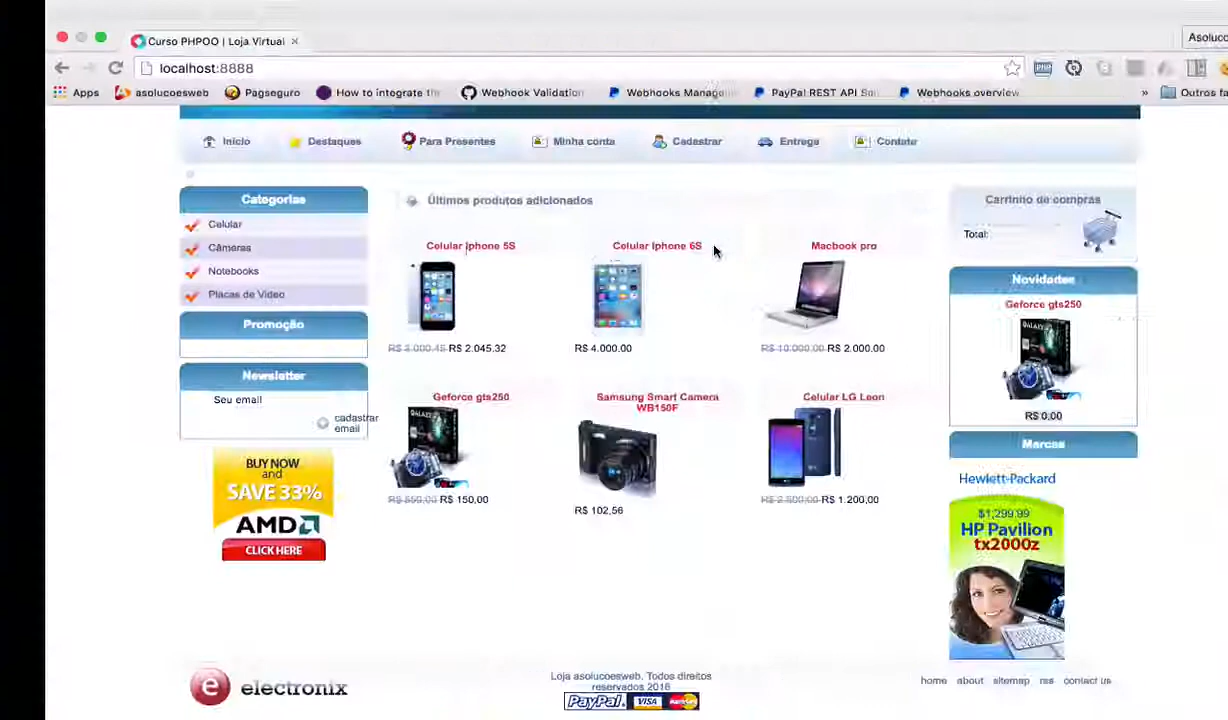 Curso PHPOO | Loja Virtual ×
Asoluco
localhost:8888
Apps asolucoesweb Pagseguro How to integrate the Webhook Validation Webhooks Manage PayPal REST API Webhooks overview » Outros fa
Início Destaques Para Presentes Minha conta Cadastrar Entrega Contato
Categorias
Celular
Câmeras
Notebooks
Placas de Vídeo
Promoção
Newsletter
Seu email
cadastrar
email
BUY NOW
and
SAVE 33%
AMD
CLICK HERE
Últimos produtos adicionados
Celular Iphone 5S
R$ 3.000,45 R$ 2.045.32
Celular Iphone 6S
R$ 4.000.00
Macbook pro
R$ 10.000,00 R$ 2.000.00
Geforce gts250
R$ 550,00 R$ 150,00
Samsung Smart Camera
WB150F
R$ 102,56
Celular LG Leon
R$ 2.500,00 R$ 1.200,00
Carrinho de compras
Total:
Novidades
Geforce gts250
R$ 0,00
Marcas
Hewlett-Packard
$1,299.99
HP Pavilion
tx2000z
e electronix
Loja asolucoesweb. Todos direitos
reservados 2016
PayPal VISA MasterCard
home about sitemap rss contact us